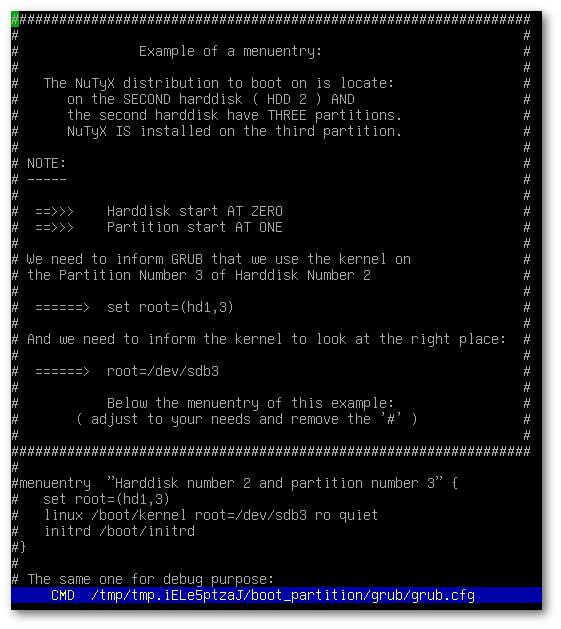 #################################################################
#                                                               #
#               Example of a menuentry:                         #
#                                                               #
#   The NuTyX distribution to boot on is locate:                #
#      on the SECOND harddisk ( HDD 2 ) AND                     #
#      the second harddisk have THREE partitions.               #
#      NuTyX IS installed on the third partition.               #
#                                                               #
# NOTE:                                                         #
# -----                                                         #
#                                                               #
#  ==>>>    Harddisk start AT ZERO                              #
#  ==>>>    Partition start AT ONE                              #
#                                                               #
# We need to inform GRUB that we use the kernel on              #
# the Partition Number 3 of Harddisk Number 2                   #
#                                                               #
#  ======>  set root=(hd1,3)                                    #
#                                                               #
# And we need to inform the kernel to look at the right place:  #
#                                                               #
#  ======>  root=/dev/sdb3                                      #
#                                                               #
#           Below the menuentry of this example:                #
#       ( adjust to your needs and remove the '#' )             #
#                                                               #
#################################################################
#
#menuentry  "Harddisk number 2 and partition number 3" {
#   set root=(hd1,3)
#   linux /boot/kernel root=/dev/sdb3 ro quiet
#   initrd /boot/initrd
#}
#
# The same one for debug purpose:
CMD  /tmp/tmp.iELe5ptzaJ/boot_partition/grub/grub.cfg